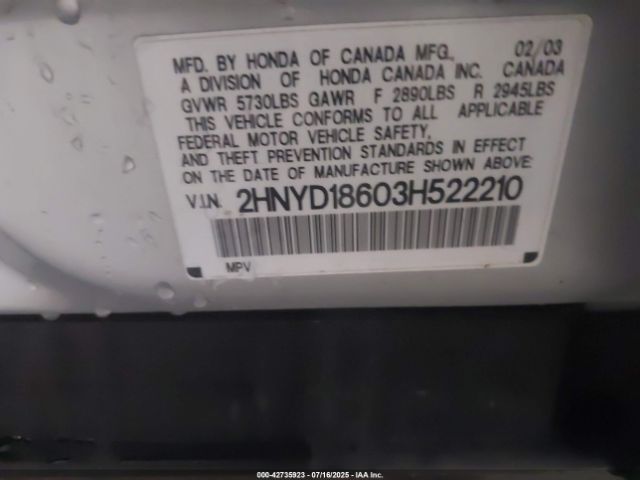 MFD. BY HONDA OF CANADA MFG., 02/03
A DIVISION OF HONDA CANADA INC. CANADA
GVWR 5730LBS GAWR F 2890LBS R 2945LBS
THIS VEHICLE CONFORMS TO ALL APPLICABLE
FEDERAL MOTOR VEHICLE SAFETY,
AND THEFT PREVENTION STANDARDS IN EFFECT
ON THE DATE OF MANUFACTURE SHOWN ABOVE:
V.I.N. 2HNYD18603H522210
MPV
000-42735923 - 07/16/2025 - IAA Inc.